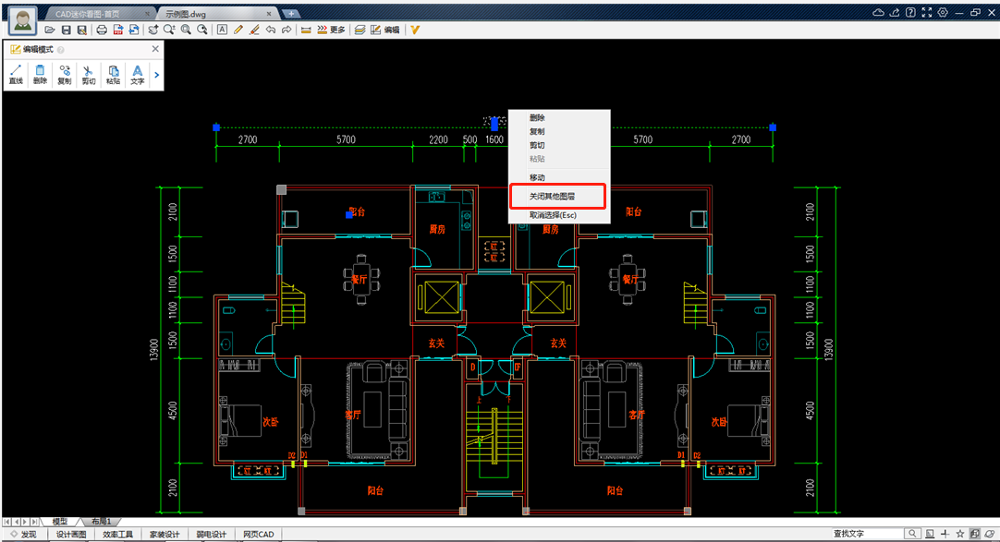 CAD迷你看图-首页
示例图.dwg
更多
编辑
编辑模式
直线 删除 复制 剪切 粘贴 文字
删除
复制
剪切
粘贴
移动
关闭其他图层
取消选择(Esc)
2700 5700 2200 500 1600 5700 2700
2100 阳台 厨房 厨房 阳台 2100
1500 1500
1100 餐厅 餐厅 1100
1100 1100
1500 玄关 玄关 1500
13900 13900
D
上 下
4500 次卧 客厅 客厅 次卧 4500
D2 D1 D1 D2
2100 阳台 阳台 2100
模型 布局1
发现 设计画图 效率工具 家装设计 弱电设计 网页CAD 查找文字